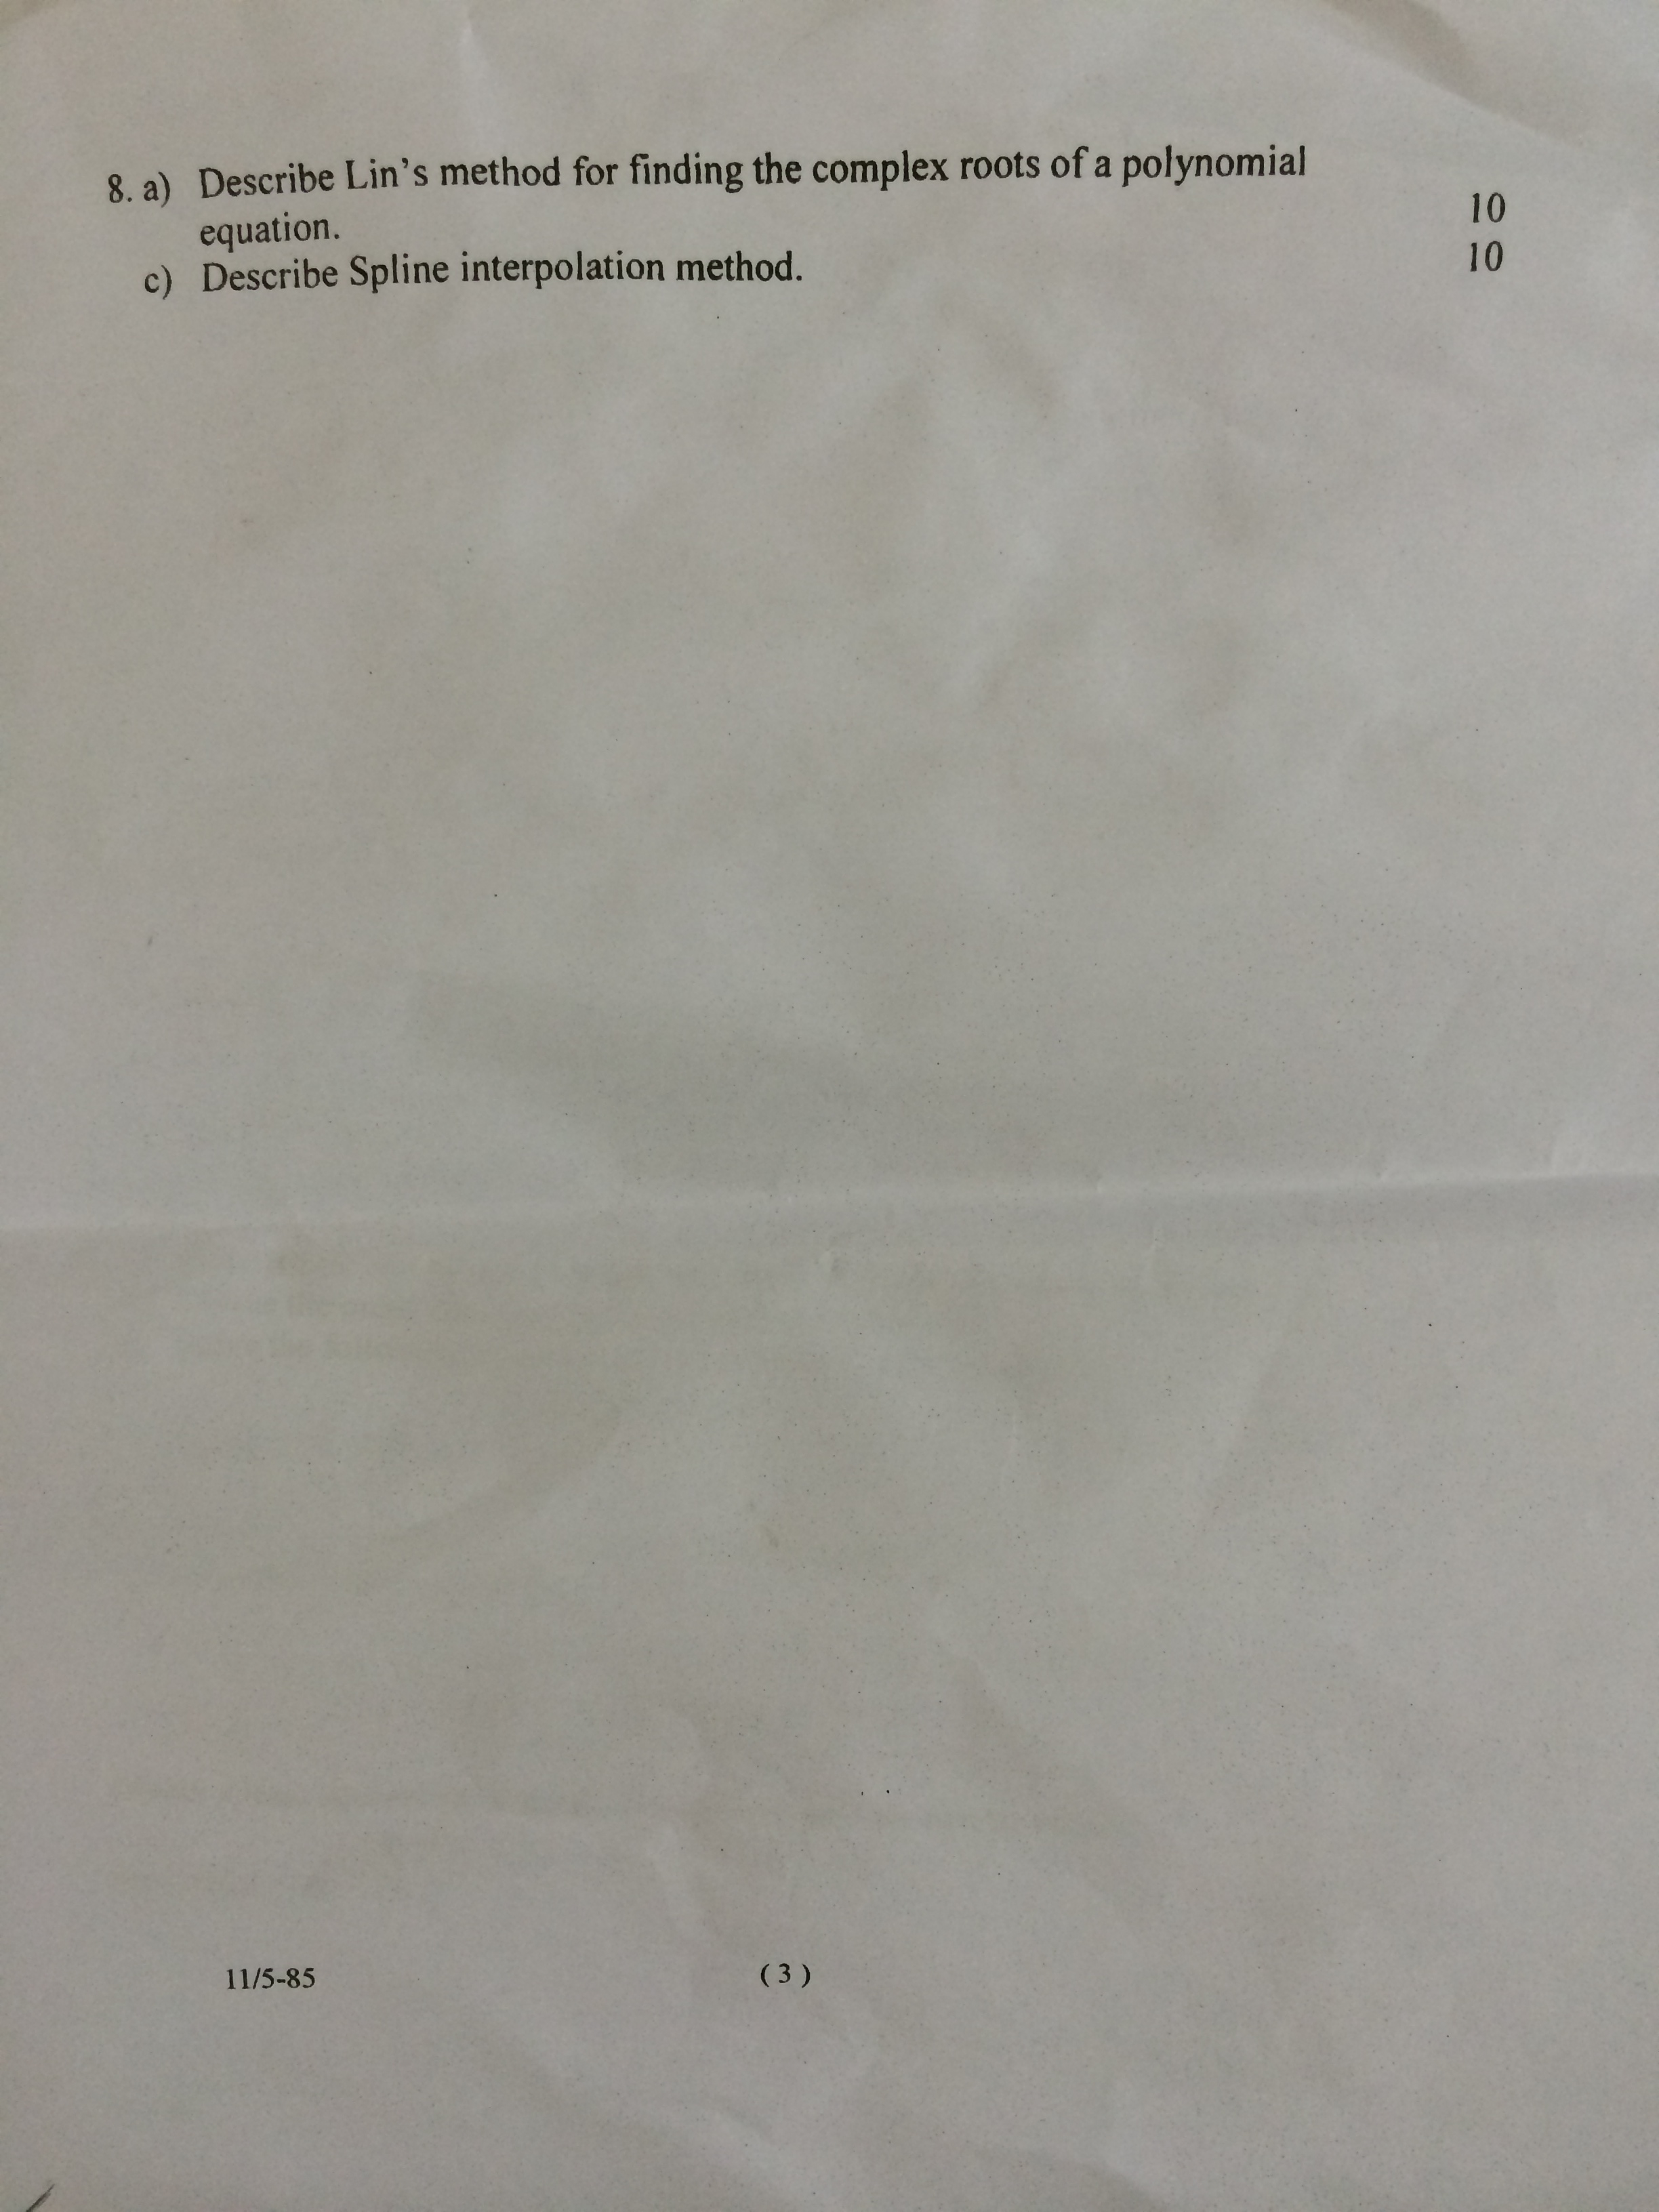 8. a) Describe Lin's method for finding the complex roots of a polynomial
equation. 10
c) Describe Spline interpolation method. 10
11/5-85 (3)